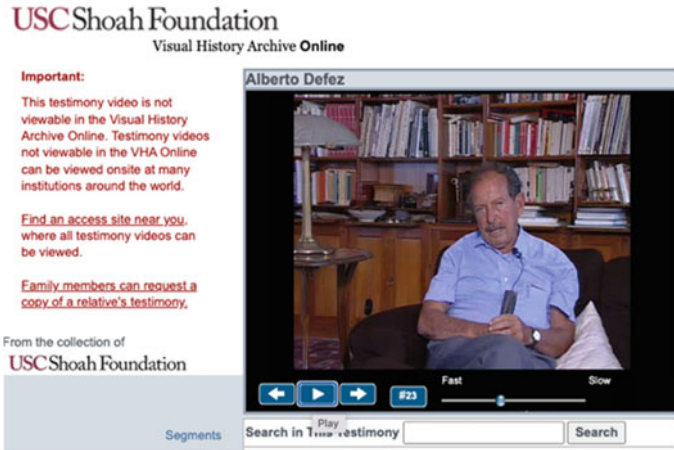 USC Shoah Foundation
Visual History Archive Online
Important:
This testimony video is not
viewable in the Visual History
Archive Online. Testimony videos
not viewable in the VHA Online
can be viewed onsite at many
institutions around the world.
Find an access site near you,
where all testimony videos can
be viewed.
Family members can request a
copy of a relative's testimony.
From the collection of
USC Shoah Foundation
Segments
Alberto Defez
#23
Fast
Slow
Play
Search in This Testimony
Search